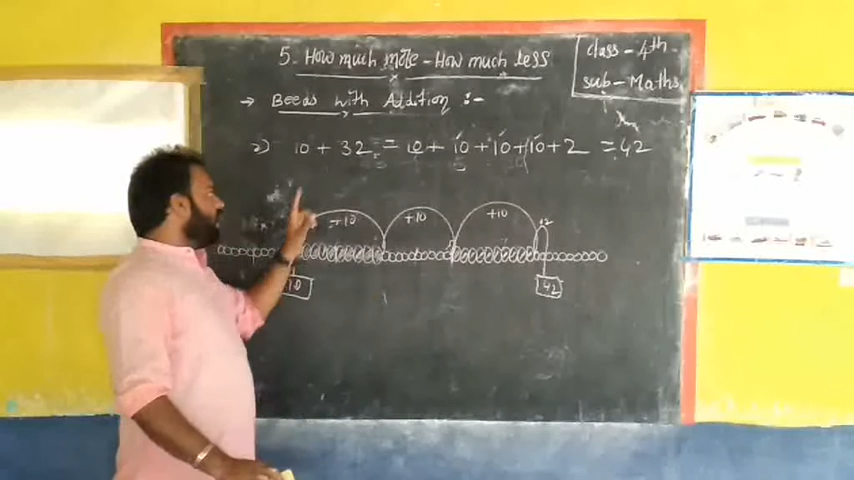 5. How much more - How much less
class - 4th
sub - Maths
→ Beeds with Addition :-
2) 10 + 32 = 10 + 10 + 10 + 10 + 2 = 42
+10 +10 +10 +2
10 42